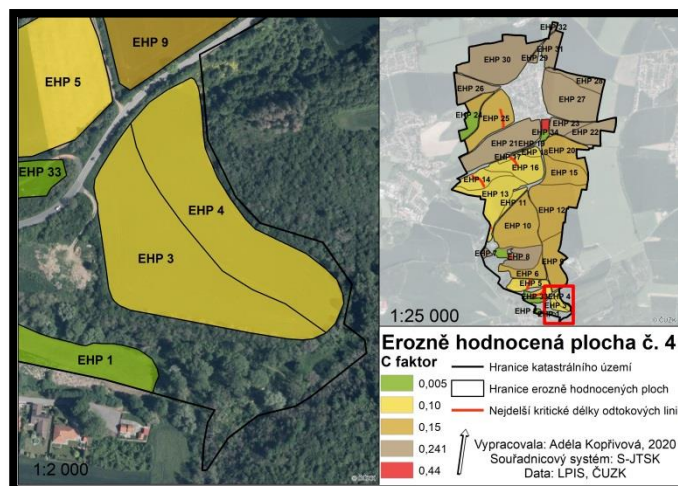 EHP 9
EHP 5
EHP 33
EHP 4
EHP 3
EHP 1
1:2 000
EHP 32
EHP 31
EHP 29
EHP 30
EHP 28
EHP 26
EHP 27
EHP 25
EHP 23
EHP 22
EHP 21
EHP 20
EHP 18
EHP 16
EHP 15
EHP 14
EHP 13
EHP 11
EHP 12
EHP 10
EHP 8
EHP 6
EHP 5
EHP 4
EHP 3
1:25 000
© ČÚZK
Erozně hodnocená plocha č. 4
C faktor
0,005
0,10
0,15
0,241
0,44
Hranice katastrálního území
Hranice erozně hodnocených ploch
Nejdelší kritické délky odtokových linií
Vypracovala: Adéla Kopřivová, 2020
Souřadnicový systém: S-JTSK
Data: LPIS, ČUZK